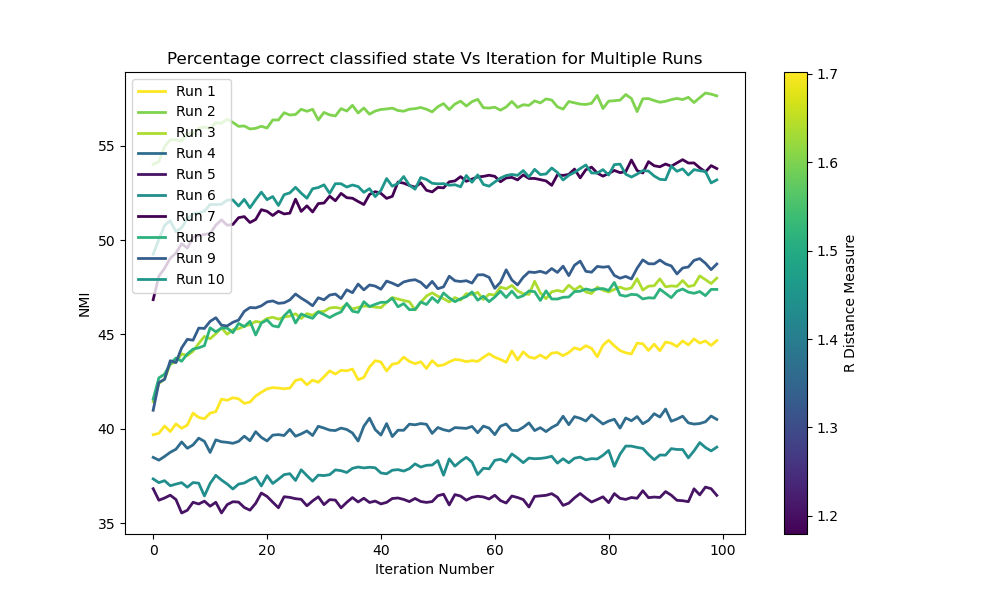 Percentage correct classified state Vs Iteration for Multiple Runs
Run 1
Run 2
Run 3
Run 4
Run 5
Run 6
Run 7
Run 8
Run 9
Run 10
55
50
45
40
35
NMI
0
20
40
60
80
100
Iteration Number
1.7
1.6
1.5
1.4
1.3
1.2
R Distance Measure